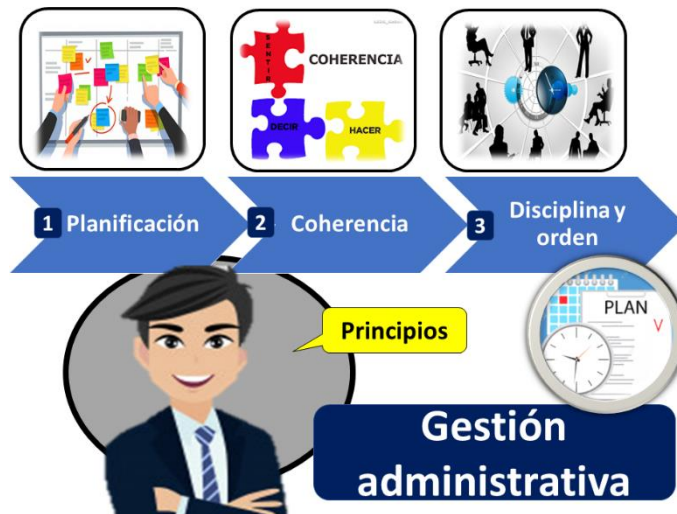 SENTIR
COHERENCIA
DECIR
HACER
1 Planificación
2 Coherencia
3 Disciplina y
orden
Principios
PLAN
V
Gestión
administrativa